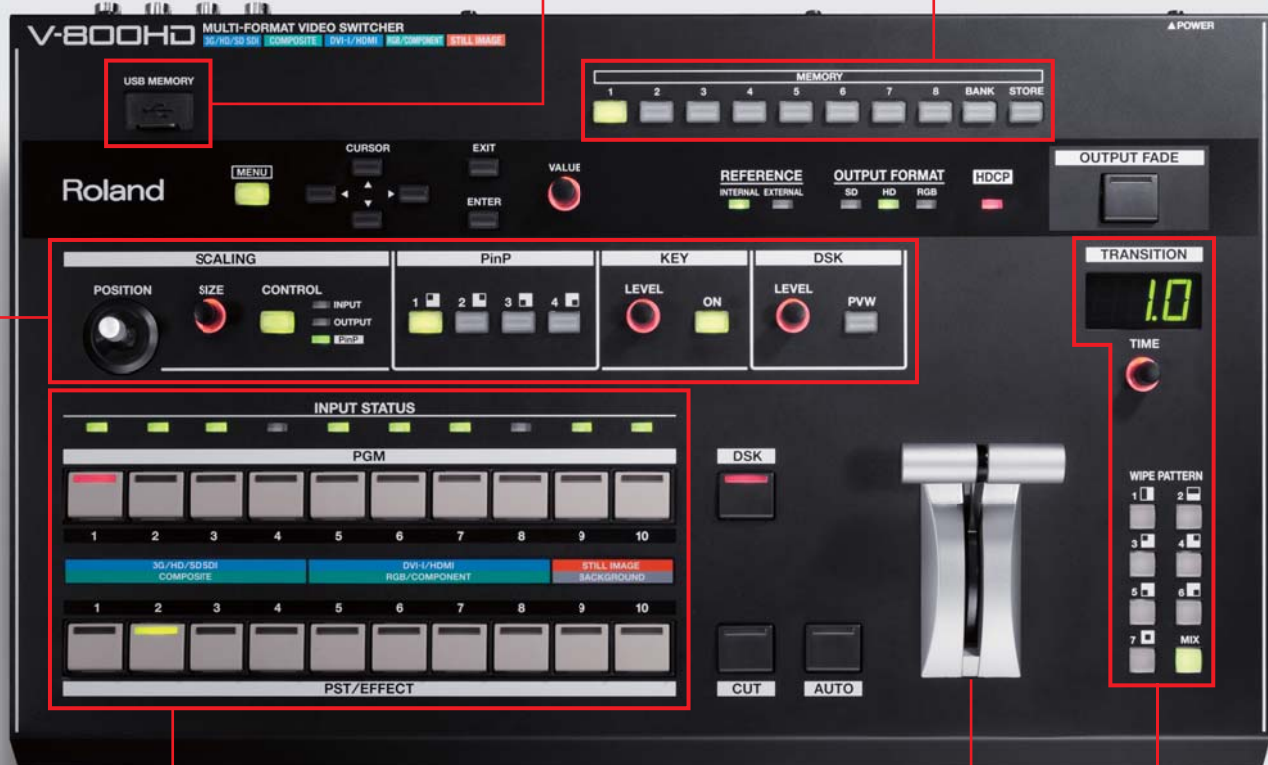 V-800HD MULTI-FORMAT VIDEO SWITCHER
3G/HD/SD SDI COMPOSITE DVI-I/HDMI RGB/COMPONENT STILL IMAGE
▲POWER
USB MEMORY
MEMORY
1 2 3 4 5 6 7 8 BANK STORE
Roland
MENU
CURSOR
EXIT
ENTER
VALUE
REFERENCE
INTERNAL EXTERNAL
OUTPUT FORMAT
SD HD RGB
HDCP
OUTPUT FADE
SCALING
POSITION SIZE CONTROL
INPUT
OUTPUT
PinP
PinP
1 2 3 4
KEY
LEVEL ON
DSK
LEVEL PVW
TRANSITION
1.0
TIME
INPUT STATUS
PGM
1 2 3 4 5 6 7 8 9 10
3G/HD/SDSDI DVI-I/HDMI STILL IMAGE
COMPOSITE RGB/COMPONENT BACKGROUND
1 2 3 4 5 6 7 8 9 10
PST/EFFECT
DSK
CUT AUTO
WIPE PATTERN
1 2
3 4
5 6
7 MIX